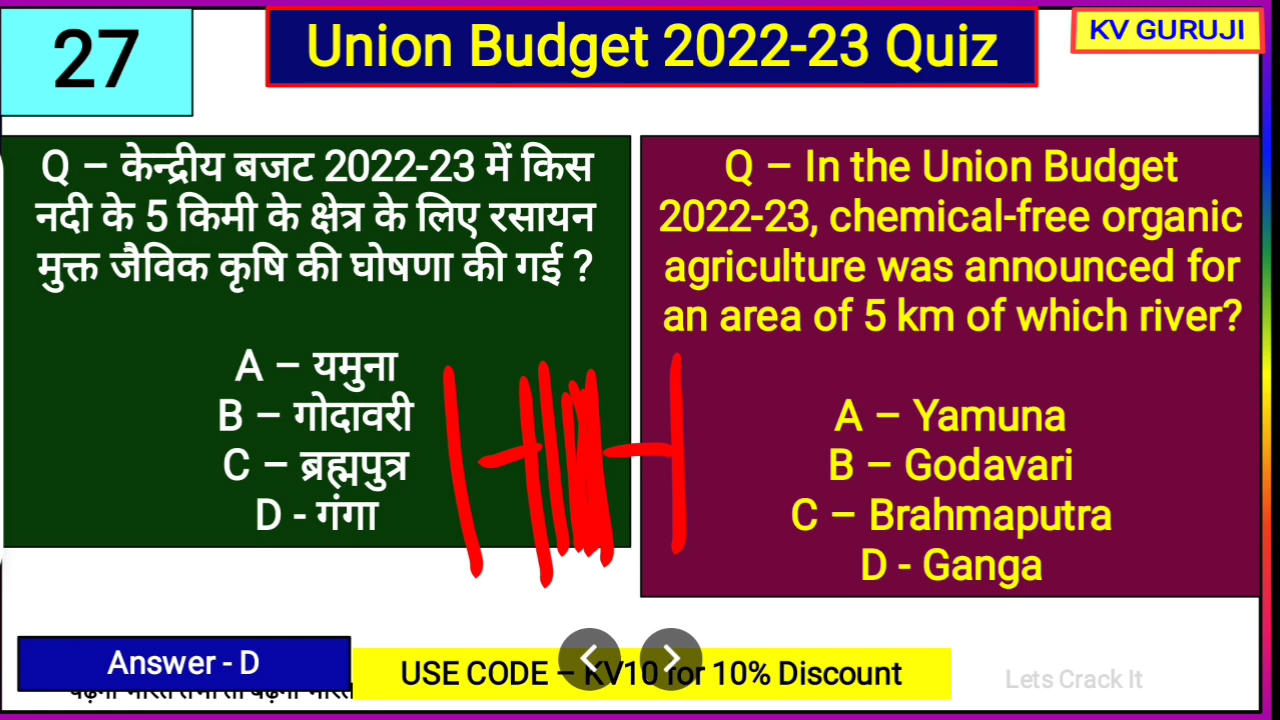 27
Union Budget 2022-23 Quiz
KV GURUJI
Q – केन्द्रीय बजट 2022-23 में किस
नदी के 5 किमी के क्षेत्र के लिए रसायन
मुक्त जैविक कृषि की घोषणा की गई ?
A – यमुना
B – गोदावरी
C – ब्रह्मपुत्र
D - गंगा
Q – In the Union Budget
2022-23, chemical-free organic
agriculture was announced for
an area of 5 km of which river?
A – Yamuna
B – Godavari
C – Brahmaputra
D - Ganga
Answer - D
USE CODE – KV10 for 10% Discount
Lets Crack It